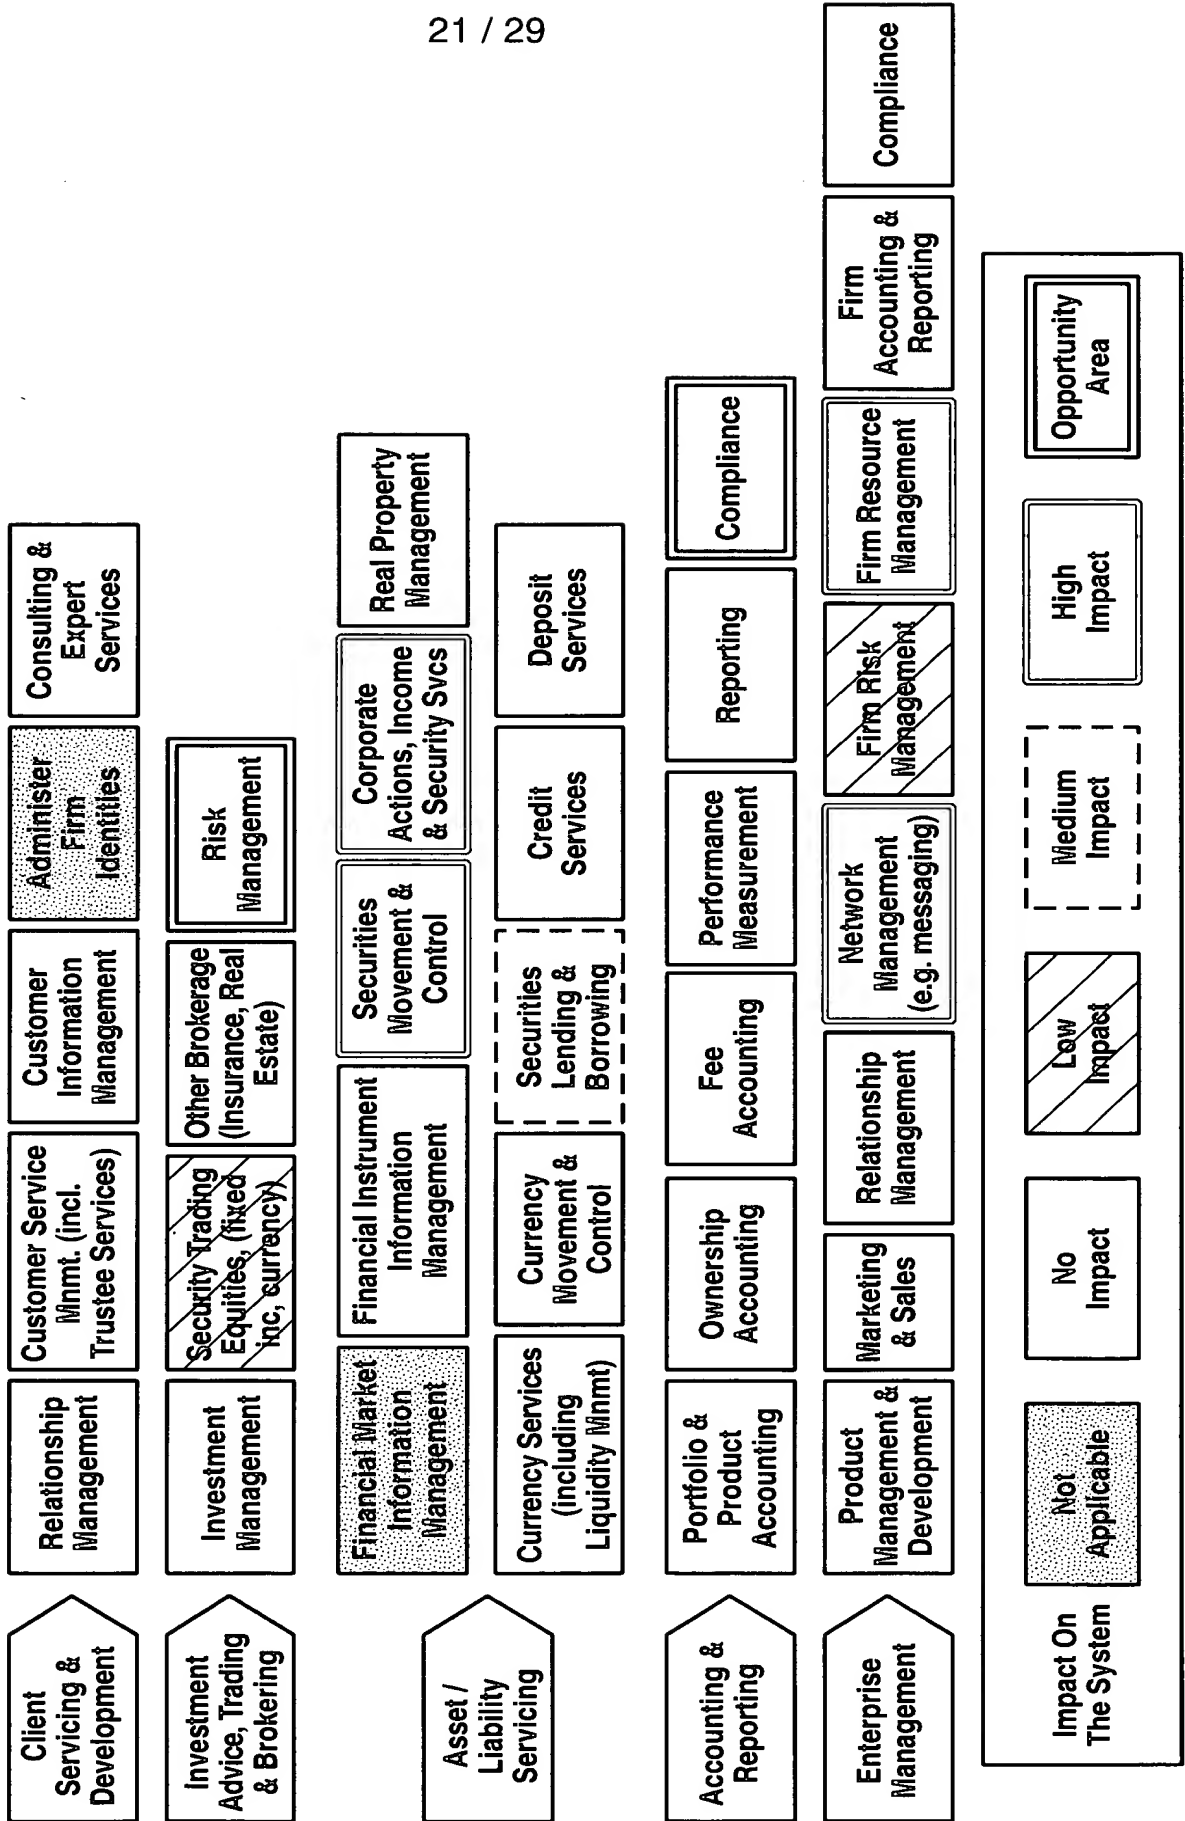 21 / 29
Client
Servicing &
Development
Relationship
Management
Customer Service
Mnmt. (incl.
Trustee Services)
Customer
Information
Management
Administer
Firm
Identities
Consulting &
Expert
Services
Investment
Advice, Trading
& Brokering
Investment
Management
Security Trading
Equities, (fixed
inc, currency)
Other Brokerage
(Insurance, Real
Estate)
Risk
Management
Asset /
Liability
Servicing
Financial Market
Information
Management
Financial Instrument
Information
Management
Securities
Movement &
Control
Corporate
Actions, Income
& Security Svcs
Real Property
Management
Currency Services
(including
Liquidity Mnmt)
Currency
Movement &
Control
Securities
Lending &
Borrowing
Credit
Services
Deposit
Services
Accounting &
Reporting
Portfolio &
Product
Accounting
Ownership
Accounting
Fee
Accounting
Performance
Measurement
Reporting
Compliance
Enterprise
Management
Product
Management &
Development
Marketing
& Sales
Relationship
Management
Network
Management
(e.g. messaging)
Firm Risk
Management
Firm Resource
Management
Firm
Accounting &
Reporting
Compliance
Impact On
The System
Not
Applicable
No
Impact
Low
Impact
Medium
Impact
High
Impact
Opportunity
Area